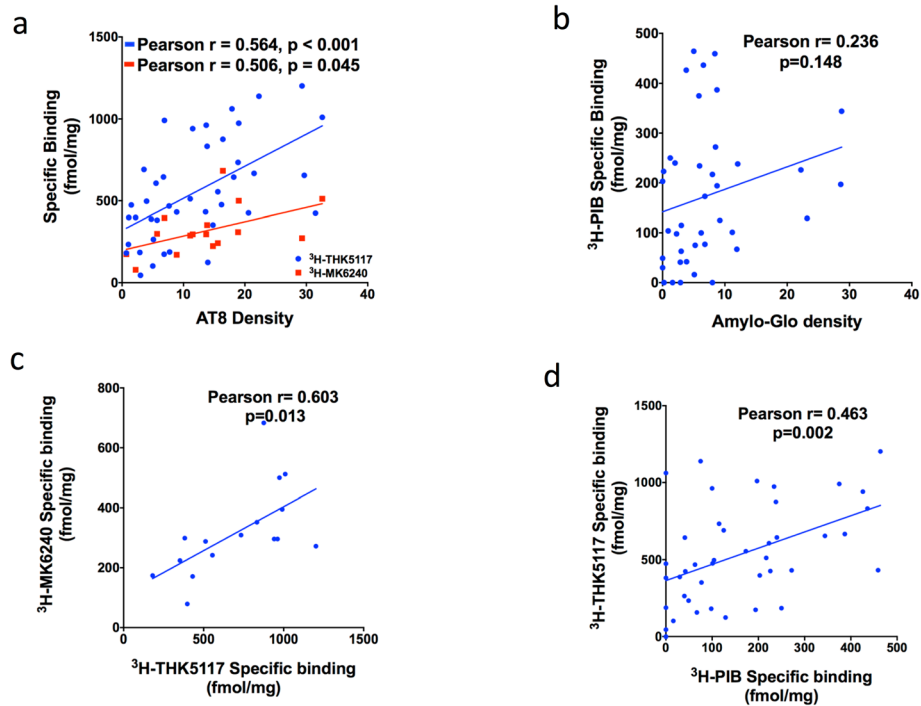 a
Pearson r = 0.564, p < 0.001
Pearson r = 0.506, p = 0.045
Specific Binding
(fmol/mg)
1500
1000
500
0
0 10 20 30 40
³H-THK5117
³H-MK6240
AT8 Density
b
Pearson r= 0.236
p=0.148
³H-PIB Specific Binding
(fmol/mg)
500
400
300
200
100
0
0 10 20 30 40
Amylo-Glo density
c
Pearson r= 0.603
p=0.013
³H-MK6240 Specific binding
(fmol/mg)
800
600
400
200
0
0 500 1000 1500
³H-THK5117 Specific binding
(fmol/mg)
d
Pearson r= 0.463
p=0.002
³H-THK5117 Specific binding
(fmol/mg)
1500
1000
500
0
0 100 200 300 400 500
³H-PIB Specific binding
(fmol/mg)